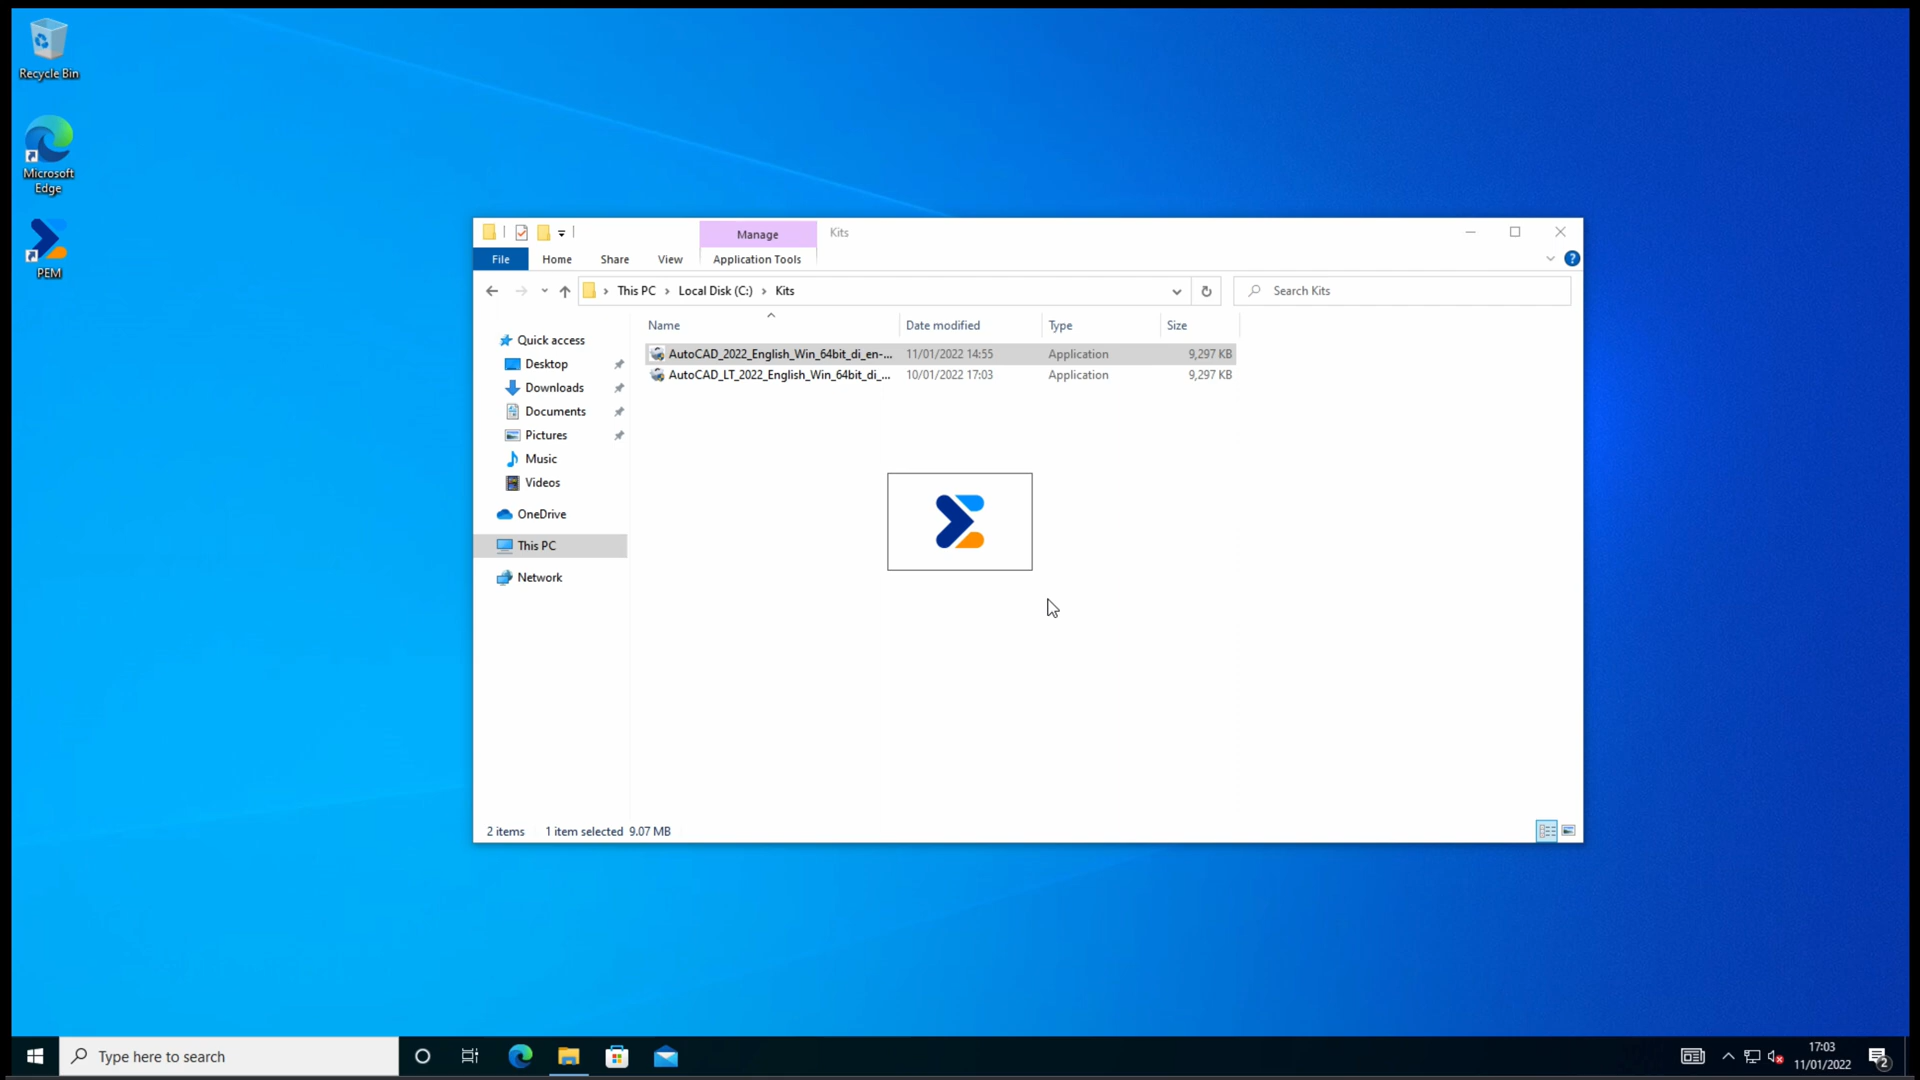 Recycle Bin
Microsoft
Edge
PEM
Manage
Kits
File
Home
Share
View
Application Tools
This PC
Local Disk (C:)
Kits
Search Kits
Name
Date modified
Type
Size
AutoCAD_2022_English_Win_64bit_di_en-...
11/01/2022 14:55
Application
9,297 KB
AutoCAD_LT_2022_English_Win_64bit_di_...
10/01/2022 17:03
Application
9,297 KB
Quick access
Desktop
Downloads
Documents
Pictures
Music
Videos
OneDrive
This PC
Network
2 items
1 item selected 9.07 MB
Type here to search
17:03
11/01/2022
2